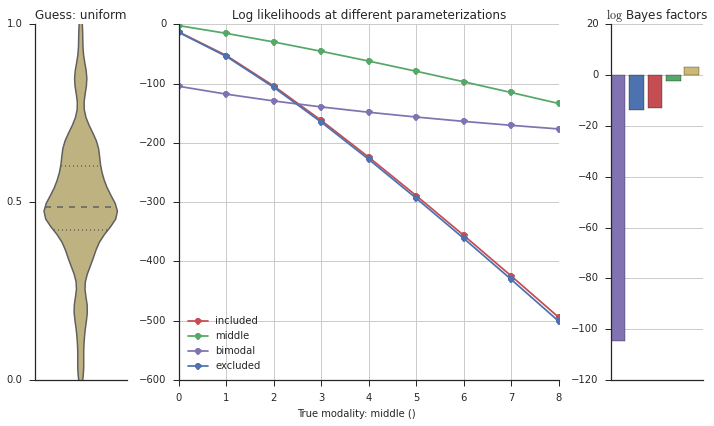 Guess: uniform
1.0
0.5
0.0
Log likelihoods at different parameterizations
0
−100
−200
−300
−400
−500
−600
included
middle
bimodal
excluded
0 1 2 3 4 5 6 7 8
True modality: middle ()
log Bayes factors
20
0
−20
−40
−60
−80
−100
−120